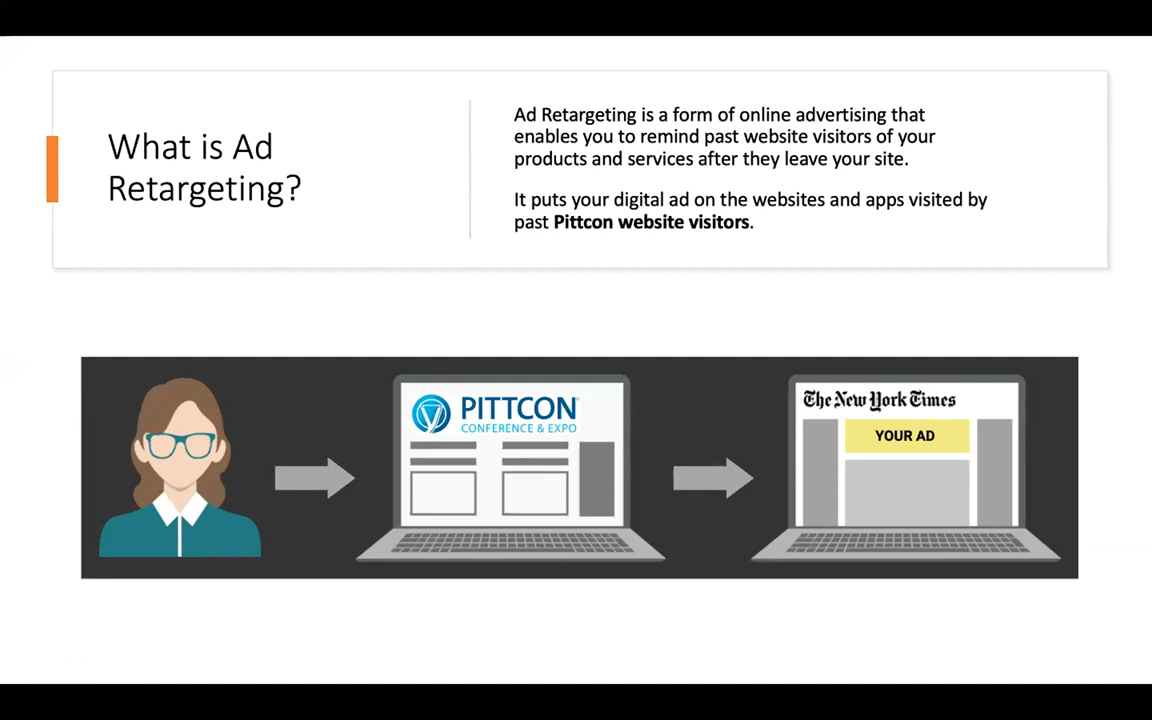 What is Ad
Retargeting?
Ad Retargeting is a form of online advertising that
enables you to remind past website visitors of your
products and services after they leave your site.
It puts your digital ad on the websites and apps visited by
past Pittcon website visitors.
PITTCON
CONFERENCE & EXPO
The New York Times
YOUR AD